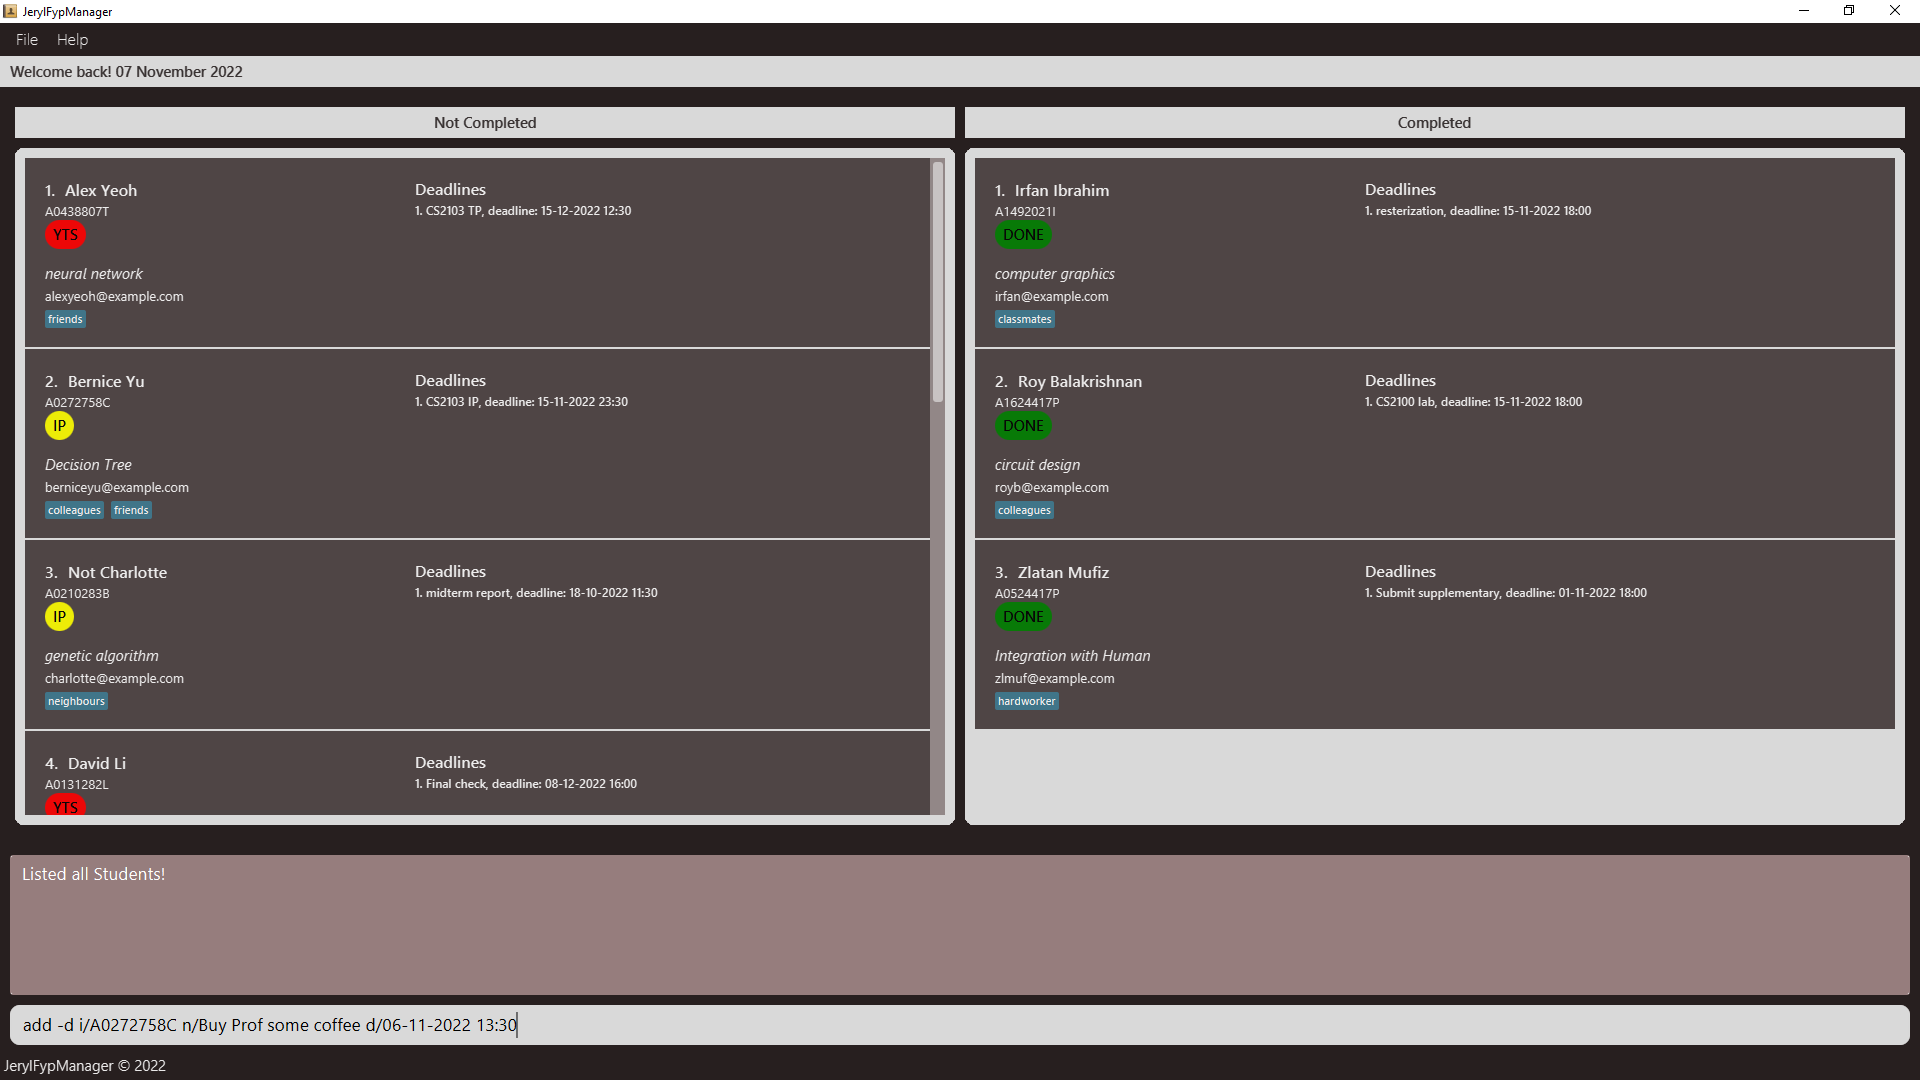 JerylFypManager
File Help
Welcome back! 07 November 2022
Not Completed
1. Alex Yeoh
A0438807T
YTS
neural network
alexyeoh@example.com
friends
Deadlines
1. CS2103 TP, deadline: 15-12-2022 12:30
2. Bernice Yu
A0272758C
IP
Decision Tree
berniceyu@example.com
colleagues friends
Deadlines
1. CS2103 IP, deadline: 15-11-2022 23:30
3. Not Charlotte
A0210283B
IP
genetic algorithm
charlotte@example.com
neighbours
Deadlines
1. midterm report, deadline: 18-10-2022 11:30
4. David Li
A0131282L
YTS
Deadlines
1. Final check, deadline: 08-12-2022 16:00
Completed
1. Irfan Ibrahim
A1492021I
DONE
computer graphics
irfan@example.com
classmates
Deadlines
1. resterization, deadline: 15-11-2022 18:00
2. Roy Balakrishnan
A1624417P
DONE
circuit design
royb@example.com
colleagues
Deadlines
1. CS2100 lab, deadline: 15-11-2022 18:00
3. Zlatan Mufiz
A0524417P
DONE
Integration with Human
zlmuf@example.com
hardworker
Deadlines
1. Submit supplementary, deadline: 01-11-2022 18:00
Listed all Students!
add -d i/A0272758C n/Buy Prof some coffee d/06-11-2022 13:30
JerylFypManager © 2022